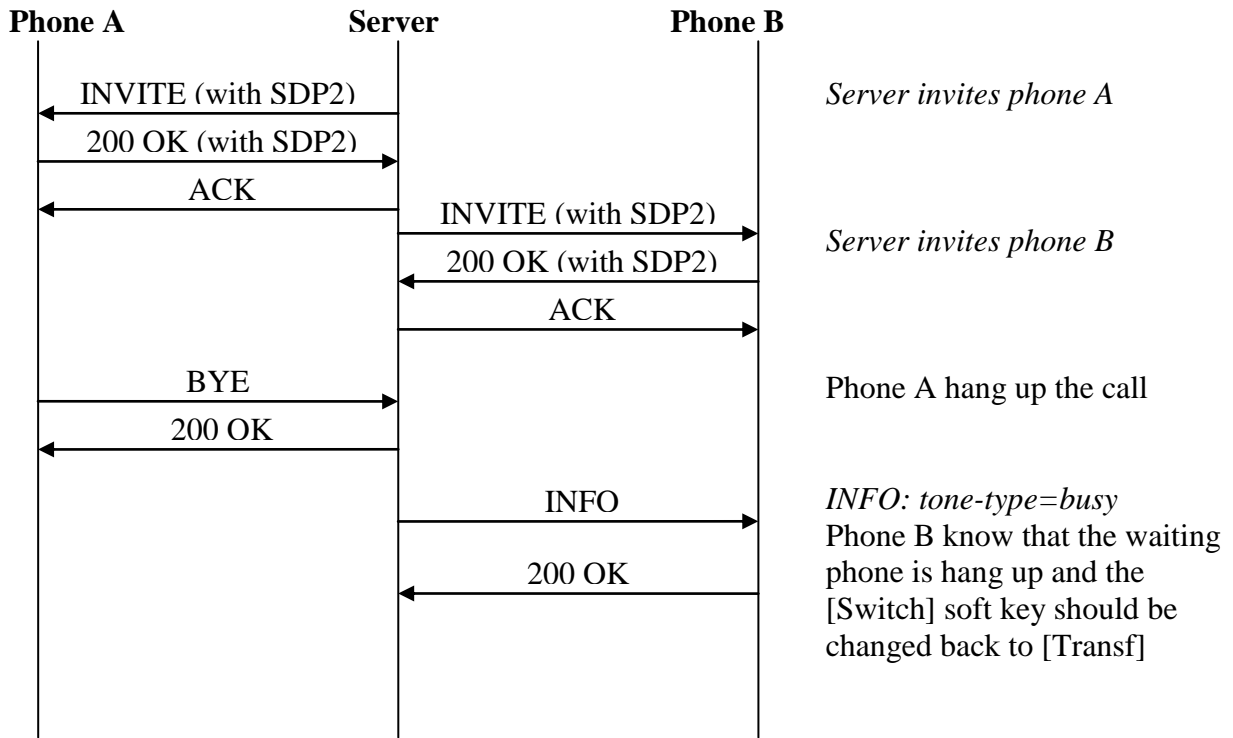 Phone A Server Phone B
INVITE (with SDP2)
Server invites phone A
200 OK (with SDP2)
ACK
INVITE (with SDP2)
Server invites phone B
200 OK (with SDP2)
ACK
BYE
Phone A hang up the call
200 OK
INFO
INFO: tone-type=busy
Phone B know that the waiting
phone is hang up and the
[Switch] soft key should be
changed back to [Transf]
200 OK